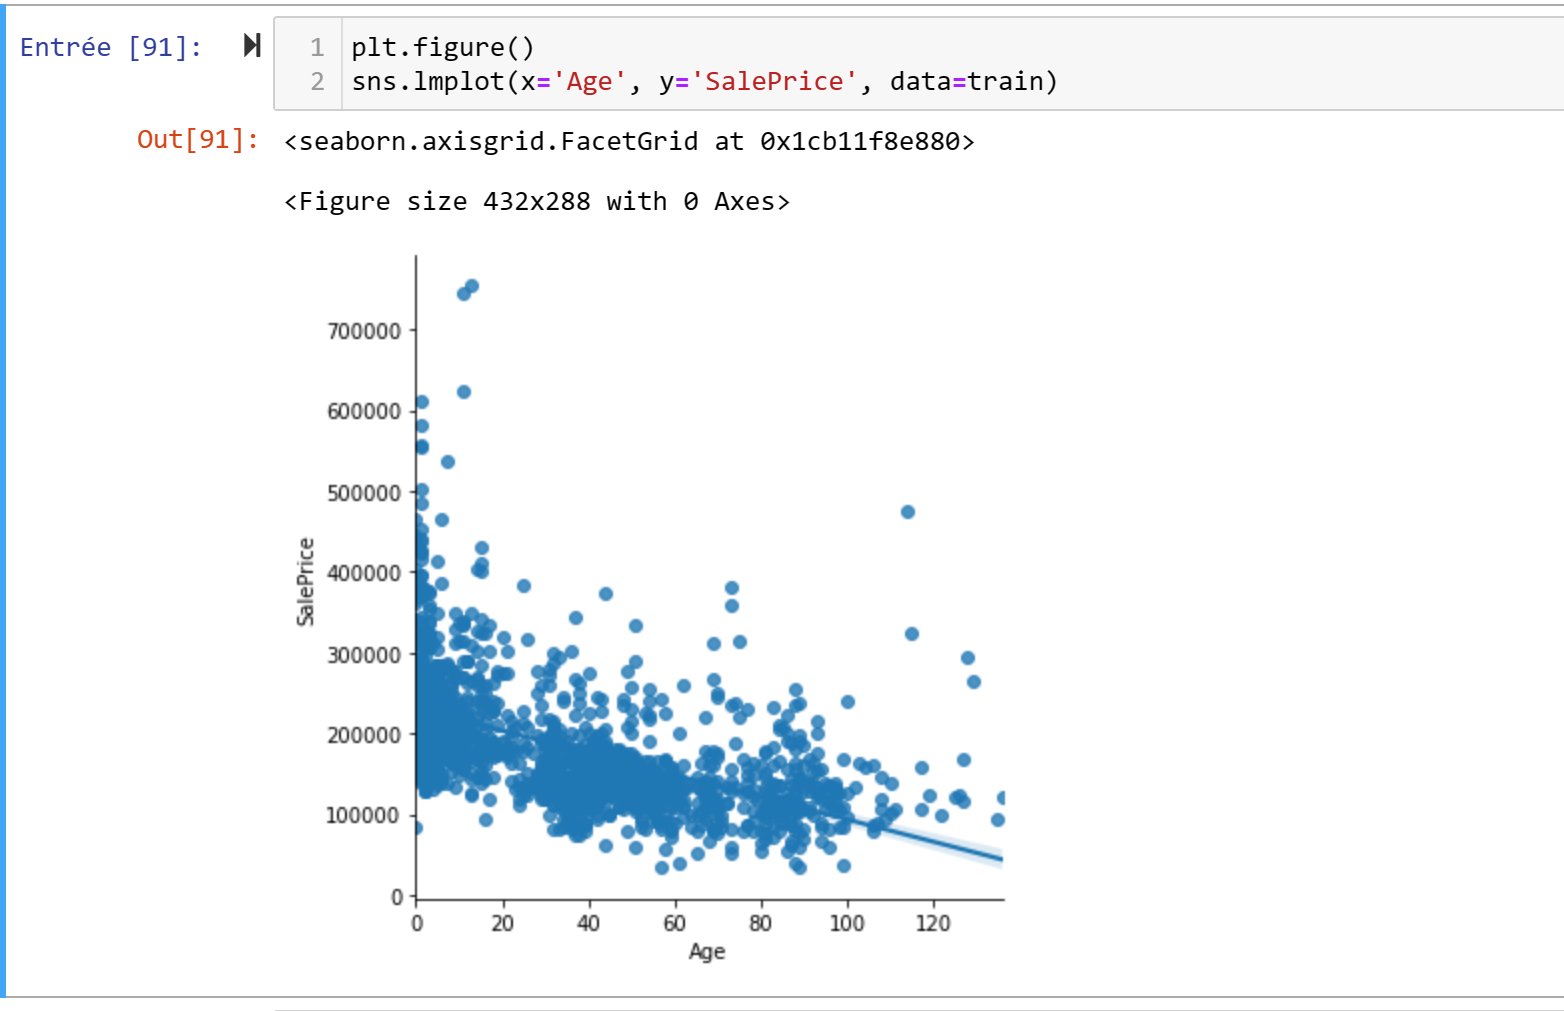 Entrée [91]:
1 plt.figure()
2 sns.lmplot(x='Age', y='SalePrice', data=train)
Out[91]: <seaborn.axisgrid.FacetGrid at 0x1cb11f8e880>
<Figure size 432x288 with 0 Axes>
700000
600000
500000
400000
300000
200000
100000
0
SalePrice
0 20 40 60 80 100 120
Age